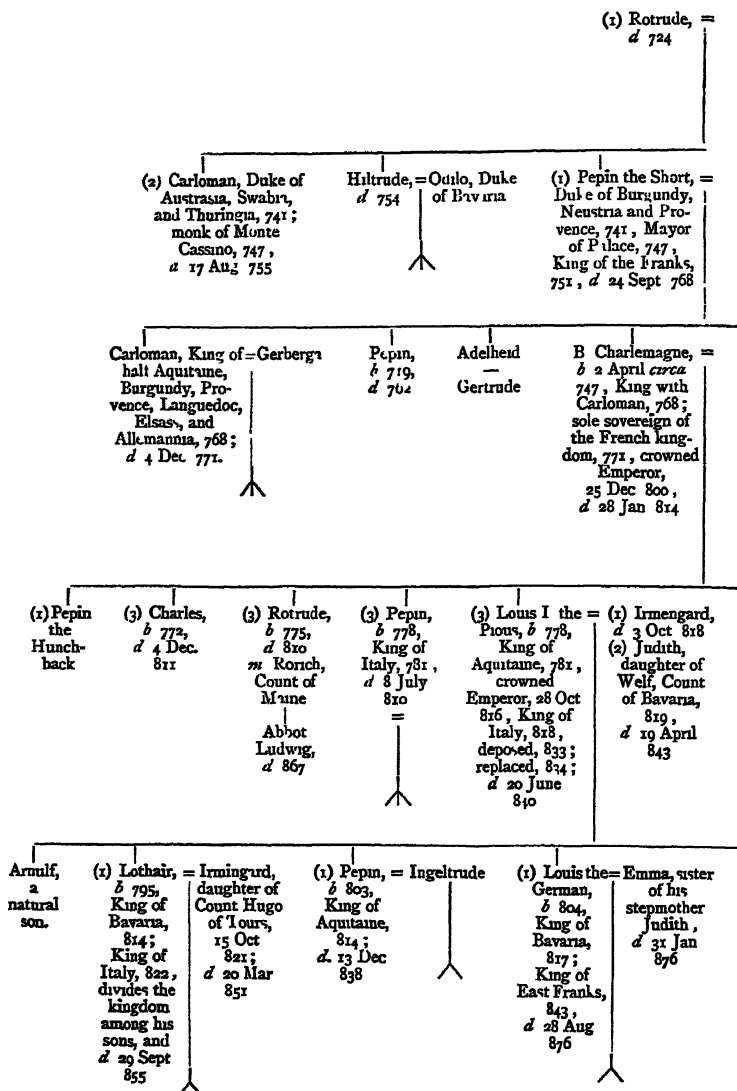 (1) Rotrude, =
d 724
(2) Carloman, Duke of
Austrasia, Swabia,
and Thuringia, 741;
monk of Monte
Cassino, 747,
d 17 Aug 755
Hiltrude, = Odilo, Duke
d 754 of Bavaria
(1) Pepin the Short, =
Duke of Burgundy,
Neustria and Pro-
vence, 741, Mayor
of Palace, 747,
King of the Franks,
751, d 24 Sept 768
Carloman, King of = Gerberga
half Aquitaine,
Burgundy, Pro-
vence, Languedoc,
Elsass, and
Allemannia, 768;
d 4 Dec 771.
Pepin,
b 719,
d 762
Adelheid
—
Gertrude
B Charlemagne, =
b 2 April circa
747, King with
Carloman, 768;
sole sovereign of
the French king-
dom, 771, crowned
Emperor,
25 Dec 800,
d 28 Jan 814
(1) Pepin
the
Hunch-
back
(3) Charles,
b 772,
d 4 Dec.
811
(3) Rotrude,
b 775,
d 810
m Rorich,
Count of
Maine
Abbot
Ludwig,
d 867
(3) Pepin,
b 778,
King of
Italy, 781,
d 8 July
810
=
(3) Louis I the =
Pious, b 778,
King of
Aquitaine, 781,
crowned
Emperor, 28 Oct
816, King of
Italy, 818,
deposed, 833;
replaced, 834;
d 20 June
840
(1) Irmengard,
d 3 Oct 818
(2) Judith,
daughter of
Welf, Count
of Bavaria,
819,
d 19 April
843
Arnulf,
a
natural
son.
(1) Lothair, =
b 795,
King of
Bavaria,
814;
King of
Italy, 822,
divides the
kingdom
among his
sons, and
d 29 Sept
855
Irmingard,
daughter of
Count Hugo
of Tours,
15 Oct
821;
d 20 Mar
851
(1) Pepin, = Ingeltrude
b 803,
King of
Aquitaine,
814;
d. 13 Dec
838
(1) Louis the =
German,
b 804,
King of
Bavaria,
817;
King of
East Franks,
843,
d 28 Aug
876
Emma, sister
of his
stepmother
Judith,
d 31 Jan
876